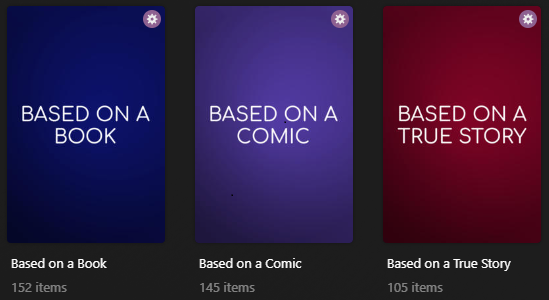 BASED ON A
BOOK
BASED ON A
COMIC
BASED ON A
TRUE STORY
Based on a Book
152 items
Based on a Comic
145 items
Based on a True Story
105 items